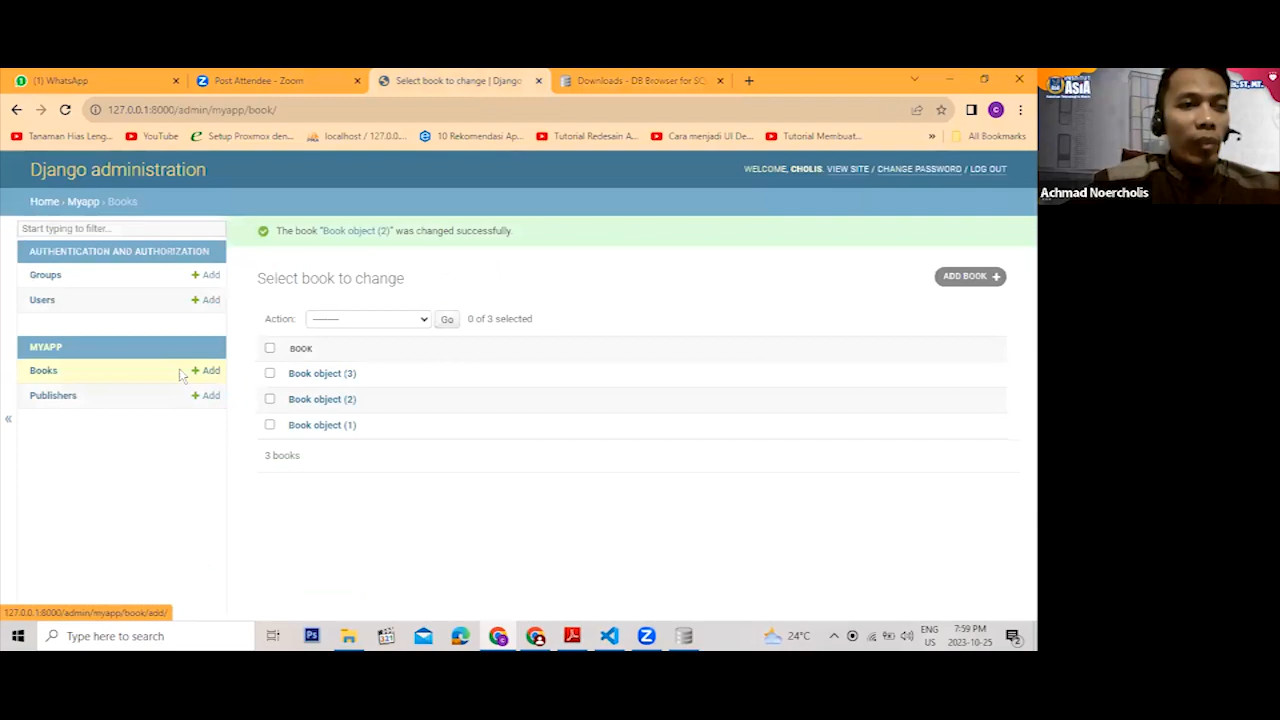 (1) WhatsApp
Post Attendee - Zoom
Select book to change | Django
Downloads - DB Browser for SC
127.0.0.1:8000/admin/myapp/book/
Tanaman Hias Leng...
YouTube
Setup Proxmox den...
localhost / 127.0.0...
10 Rekomendasi Ap...
Tutorial Redesain A...
Cara menjadi UI De...
Tutorial Membuat...
»
All Bookmarks
Django administration
WELCOME, CHOLIS. VIEW SITE / CHANGE PASSWORD / LOG OUT
Home › Myapp › Books
Start typing to filter...
AUTHENTICATION AND AUTHORIZATION
Groups + Add
Users + Add
MYAPP
Books + Add
Publishers + Add
«
The book "Book object (2)" was changed successfully.
Select book to change
ADD BOOK +
Action: --------- Go 0 of 3 selected
BOOK
Book object (3)
Book object (2)
Book object (1)
3 books
127.0.0.1:8000/admin/myapp/book/add/
Type here to search
24°C
ENG
US
7:59 PM
2023-10-25
ASIA
Achmad Noercholis